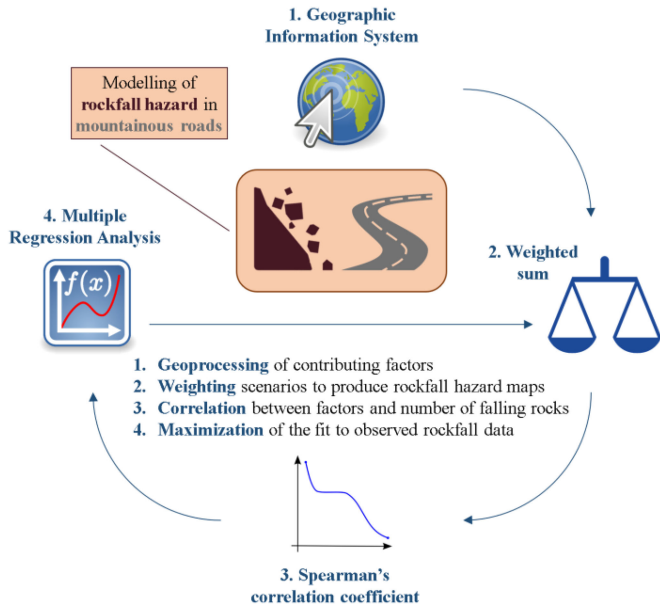 1. Geographic
Information System
Modelling of
rockfall hazard in
mountainous roads
4. Multiple
Regression Analysis
f(x)
2. Weighted
sum
1. Geoprocessing of contributing factors
2. Weighting scenarios to produce rockfall hazard maps
3. Correlation between factors and number of falling rocks
4. Maximization of the fit to observed rockfall data
3. Spearman's
correlation coefficient